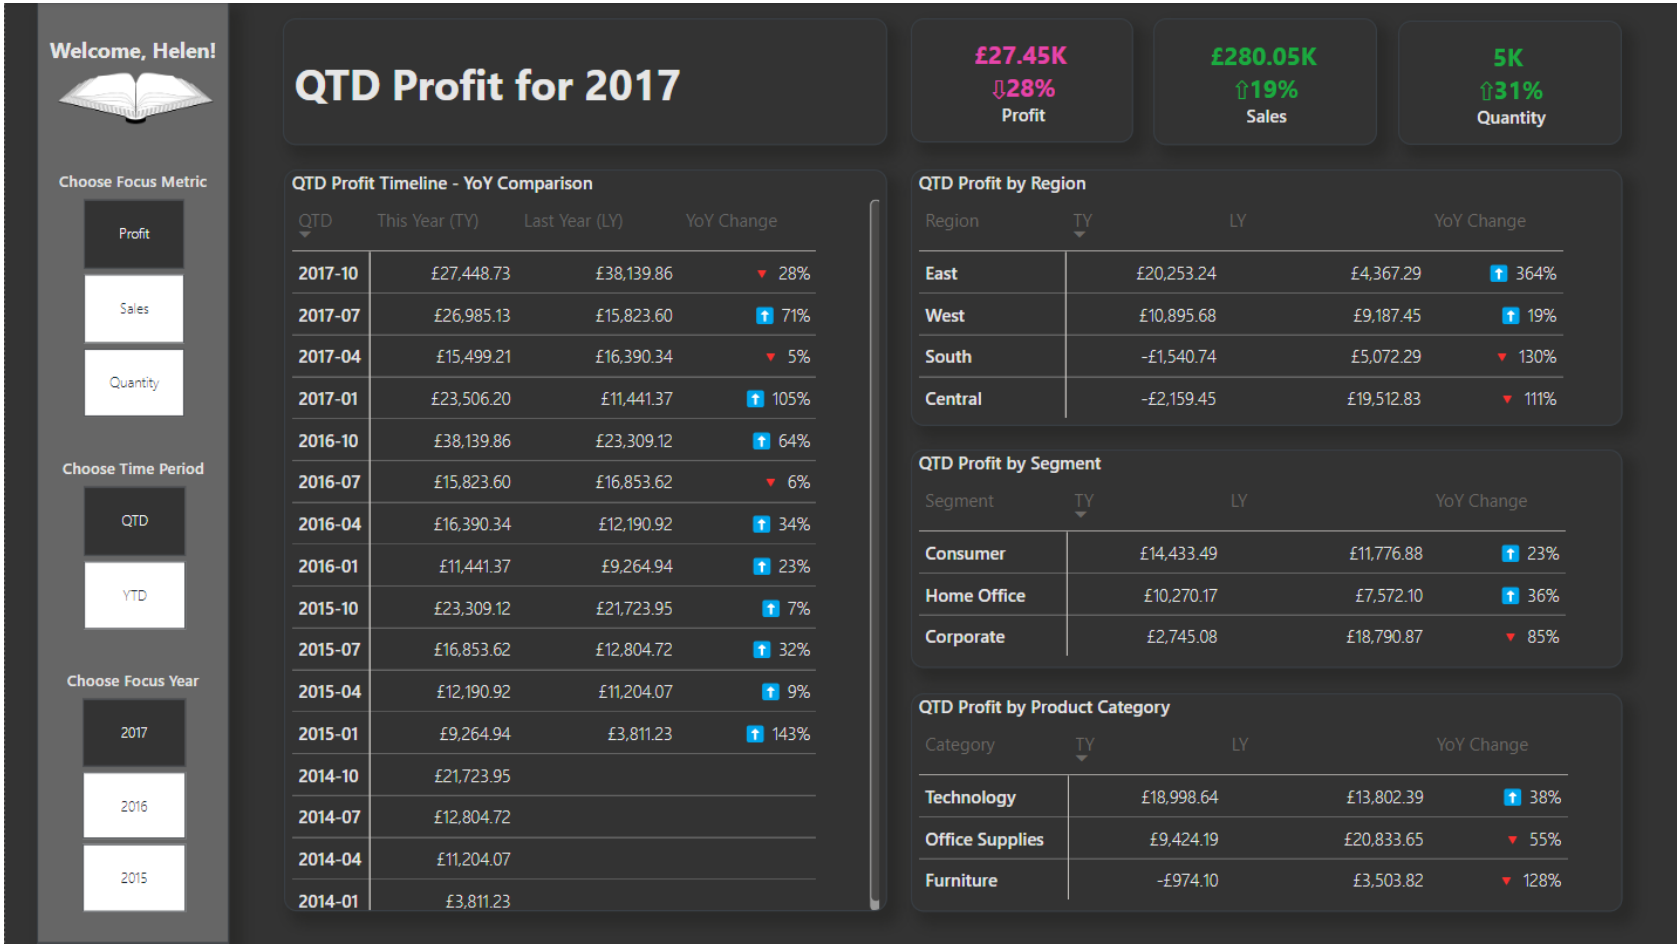 Welcome, Helen!
Choose Focus Metric
Profit
Sales
Quantity
Choose Time Period
QTD
YTD
Choose Focus Year
2017
2016
2015
QTD Profit for 2017
£27.45K
⇩28%
Profit
£280.05K
⇧19%
Sales
5K
⇧31%
Quantity
QTD Profit Timeline - YoY Comparison
QTD This Year (TY) Last Year (LY) YoY Change
2017-10 £27,448.73 £38,139.86 🔻 28%
2017-07 £26,985.13 £15,823.60 ⬆ 71%
2017-04 £15,499.21 £16,390.34 🔻 5%
2017-01 £23,506.20 £11,441.37 ⬆ 105%
2016-10 £38,139.86 £23,309.12 ⬆ 64%
2016-07 £15,823.60 £16,853.62 🔻 6%
2016-04 £16,390.34 £12,190.92 ⬆ 34%
2016-01 £11,441.37 £9,264.94 ⬆ 23%
2015-10 £23,309.12 £21,723.95 ⬆ 7%
2015-07 £16,853.62 £12,804.72 ⬆ 32%
2015-04 £12,190.92 £11,204.07 ⬆ 9%
2015-01 £9,264.94 £3,811.23 ⬆ 143%
2014-10 £21,723.95
2014-07 £12,804.72
2014-04 £11,204.07
2014-01 £3,811.23
QTD Profit by Region
Region TY LY YoY Change
East £20,253.24 £4,367.29 ⬆ 364%
West £10,895.68 £9,187.45 ⬆ 19%
South -£1,540.74 £5,072.29 🔻 130%
Central -£2,159.45 £19,512.83 🔻 111%
QTD Profit by Segment
Segment TY LY YoY Change
Consumer £14,433.49 £11,776.88 ⬆ 23%
Home Office £10,270.17 £7,572.10 ⬆ 36%
Corporate £2,745.08 £18,790.87 🔻 85%
QTD Profit by Product Category
Category TY LY YoY Change
Technology £18,998.64 £13,802.39 ⬆ 38%
Office Supplies £9,424.19 £20,833.65 🔻 55%
Furniture -£974.10 £3,503.82 🔻 128%